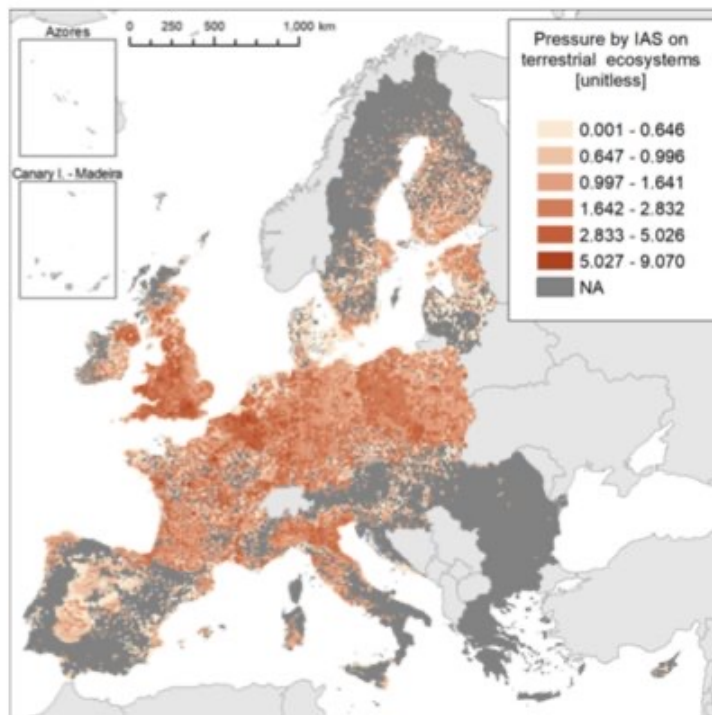 Azores
0 250 500 1,000 km
Canary I. - Madeira
Pressure by IAS on
terrestrial ecosystems
[unitless]
0.001 - 0.646
0.647 - 0.996
0.997 - 1.641
1.642 - 2.832
2.833 - 5.026
5.027 - 9.070
NA